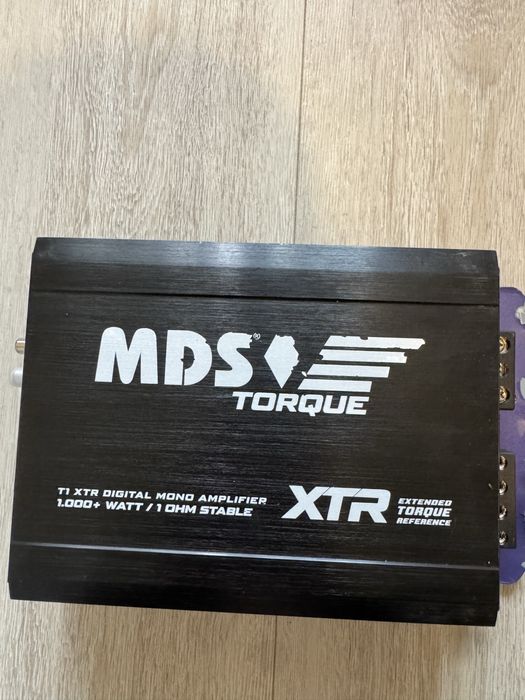 MDS®
TORQUE
T1 XTR DIGITAL MONO AMPLIFIER
1.000+ WATT / 1 OHM STABLE
XTR
EXTENDED
TORQUE
REFERENCE